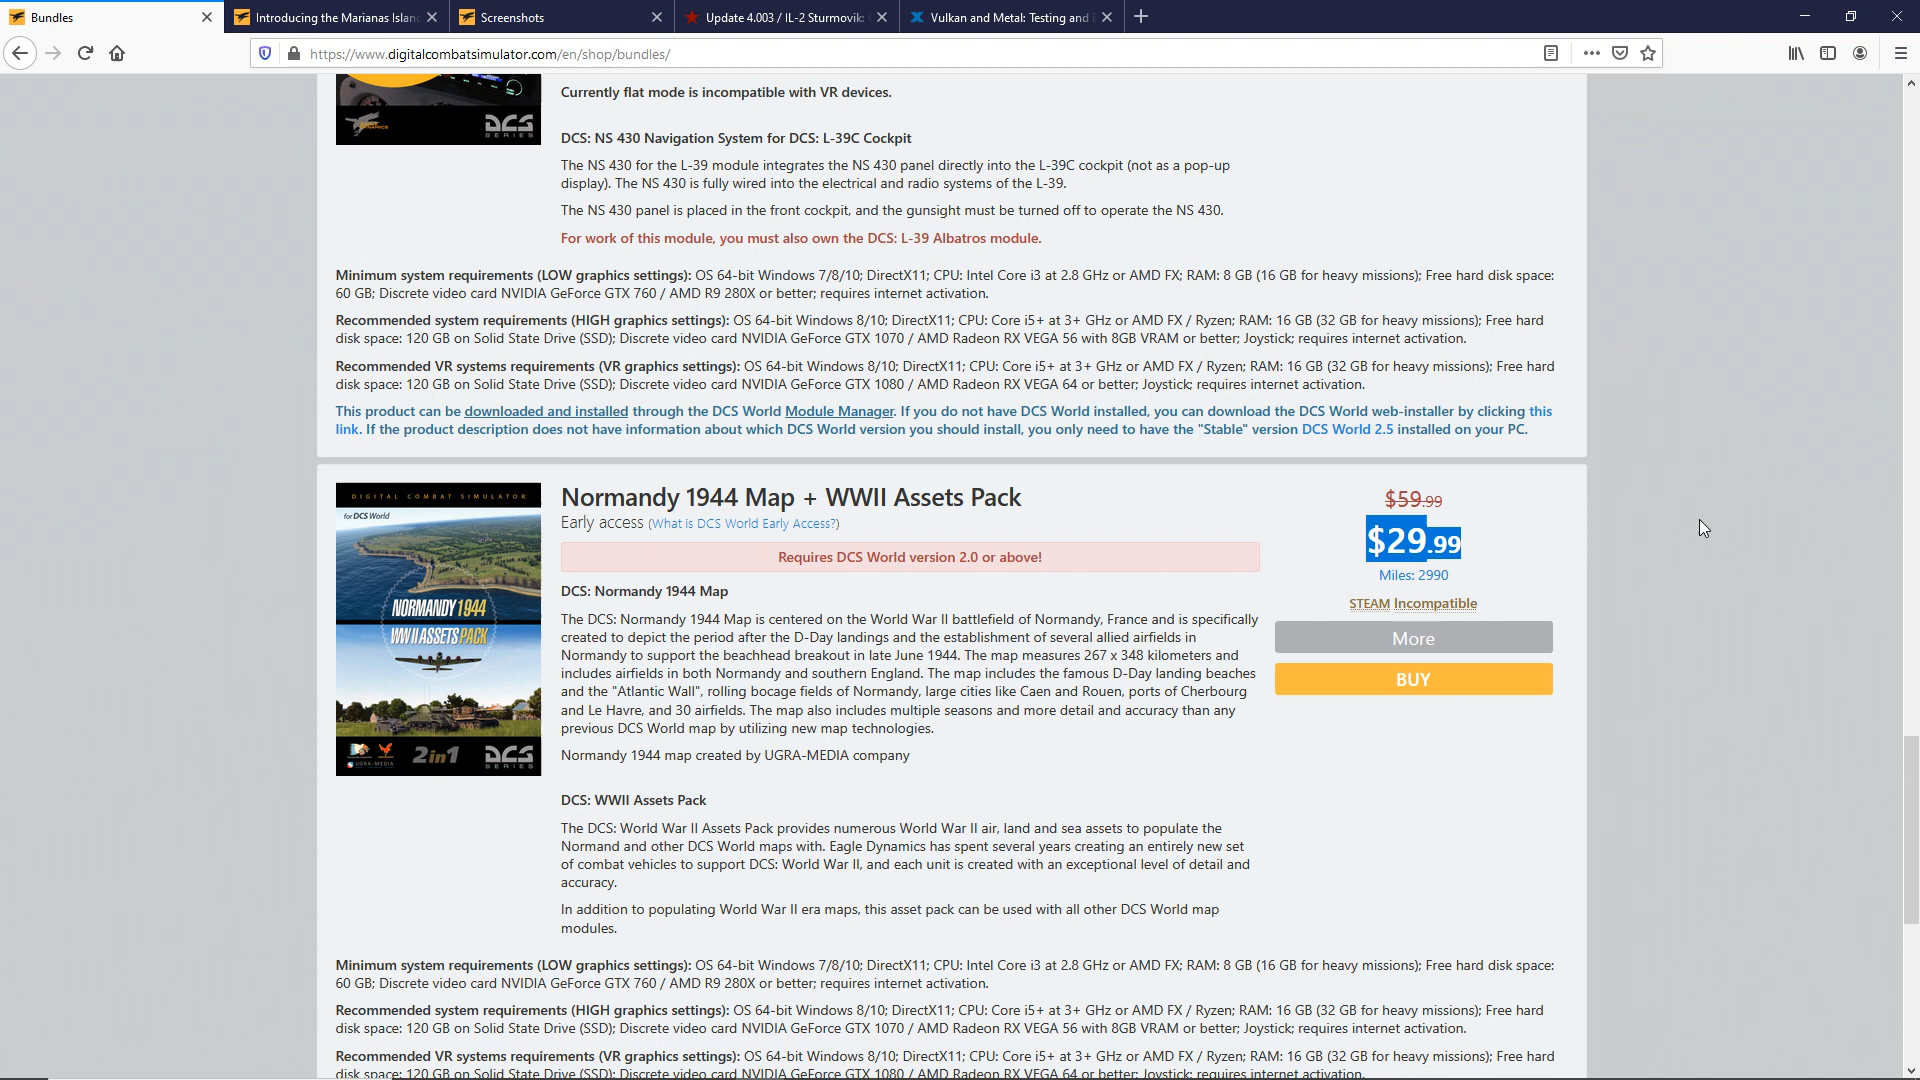 Bundles
Introducing the Marianas Islan
Screenshots
Update 4.003 / IL-2 Sturmovik:
Vulkan and Metal: Testing and
https://www.digitalcombatsimulator.com/en/shop/bundles/
DCS
SERIES
Currently flat mode is incompatible with VR devices.
DCS: NS 430 Navigation System for DCS: L-39C Cockpit
The NS 430 for the L-39 module integrates the NS 430 panel directly into the L-39C cockpit (not as a pop-up
display). The NS 430 is fully wired into the electrical and radio systems of the L-39.
The NS 430 panel is placed in the front cockpit, and the gunsight must be turned off to operate the NS 430.
For work of this module, you must also own the DCS: L-39 Albatros module.
Minimum system requirements (LOW graphics settings): OS 64-bit Windows 7/8/10; DirectX11; CPU: Intel Core i3 at 2.8 GHz or AMD FX; RAM: 8 GB (16 GB for heavy missions); Free hard disk space:
60 GB; Discrete video card NVIDIA GeForce GTX 760 / AMD R9 280X or better; requires internet activation.
Recommended system requirements (HIGH graphics settings): OS 64-bit Windows 8/10; DirectX11; CPU: Core i5+ at 3+ GHz or AMD FX / Ryzen; RAM: 16 GB (32 GB for heavy missions); Free hard
disk space: 120 GB on Solid State Drive (SSD); Discrete video card NVIDIA GeForce GTX 1070 / AMD Radeon RX VEGA 56 with 8GB VRAM or better; Joystick; requires internet activation.
Recommended VR systems requirements (VR graphics settings): OS 64-bit Windows 8/10; DirectX11; CPU: Core i5+ at 3+ GHz or AMD FX / Ryzen; RAM: 16 GB (32 GB for heavy missions); Free hard
disk space: 120 GB on Solid State Drive (SSD); Discrete video card NVIDIA GeForce GTX 1080 / AMD Radeon RX VEGA 64 or better; Joystick; requires internet activation.
This product can be downloaded and installed through the DCS World Module Manager. If you do not have DCS World installed, you can download the DCS World web-installer by clicking this
link. If the product description does not have information about which DCS World version you should install, you only need to have the "Stable" version DCS World 2.5 installed on your PC.
DIGITAL COMBAT SIMULATOR
for DCS World
NORMANDY 1944
WWII ASSETS PACK
UGRA-MEDIA
2in1
DCS
SERIES
Normandy 1944 Map + WWII Assets Pack
Early access (What is DCS World Early Access?)
Requires DCS World version 2.0 or above!
DCS: Normandy 1944 Map
The DCS: Normandy 1944 Map is centered on the World War II battlefield of Normandy, France and is specifically
created to depict the period after the D-Day landings and the establishment of several allied airfields in
Normandy to support the beachhead breakout in late June 1944. The map measures 267 x 348 kilometers and
includes airfields in both Normandy and southern England. The map includes the famous D-Day landing beaches
and the "Atlantic Wall", rolling bocage fields of Normandy, large cities like Caen and Rouen, ports of Cherbourg
and Le Havre, and 30 airfields. The map also includes multiple seasons and more detail and accuracy than any
previous DCS World map by utilizing new map technologies.
Normandy 1944 map created by UGRA-MEDIA company
DCS: WWII Assets Pack
The DCS: World War II Assets Pack provides numerous World War II air, land and sea assets to populate the
Normand and other DCS World maps with. Eagle Dynamics has spent several years creating an entirely new set
of combat vehicles to support DCS: World War II, and each unit is created with an exceptional level of detail and
accuracy.
In addition to populating World War II era maps, this asset pack can be used with all other DCS World map
modules.
$59.99
$29.99
Miles: 2990
STEAM Incompatible
More
BUY
Minimum system requirements (LOW graphics settings): OS 64-bit Windows 7/8/10; DirectX11; CPU: Intel Core i3 at 2.8 GHz or AMD FX; RAM: 8 GB (16 GB for heavy missions); Free hard disk space:
60 GB; Discrete video card NVIDIA GeForce GTX 760 / AMD R9 280X or better; requires internet activation.
Recommended system requirements (HIGH graphics settings): OS 64-bit Windows 8/10; DirectX11; CPU: Core i5+ at 3+ GHz or AMD FX / Ryzen; RAM: 16 GB (32 GB for heavy missions); Free hard
disk space: 120 GB on Solid State Drive (SSD); Discrete video card NVIDIA GeForce GTX 1070 / AMD Radeon RX VEGA 56 with 8GB VRAM or better; Joystick; requires internet activation.
Recommended VR systems requirements (VR graphics settings): OS 64-bit Windows 8/10; DirectX11; CPU: Core i5+ at 3+ GHz or AMD FX / Ryzen; RAM: 16 GB (32 GB for heavy missions); Free hard
disk space: 120 GB on Solid State Drive (SSD); Discrete video card NVIDIA GeForce GTX 1080 / AMD Radeon RX VEGA 64 or better; Joystick; requires internet activation.